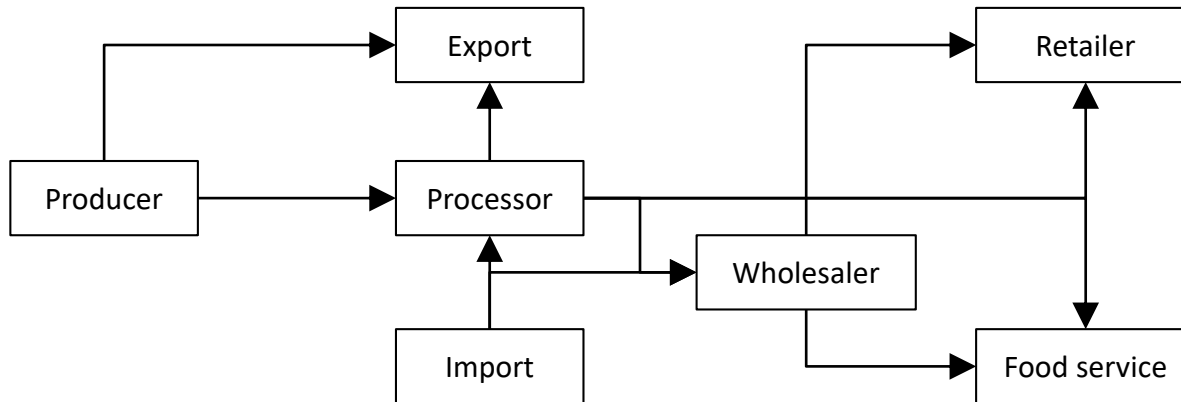 Export
Retailer
Producer
Processor
Wholesaler
Import
Food service